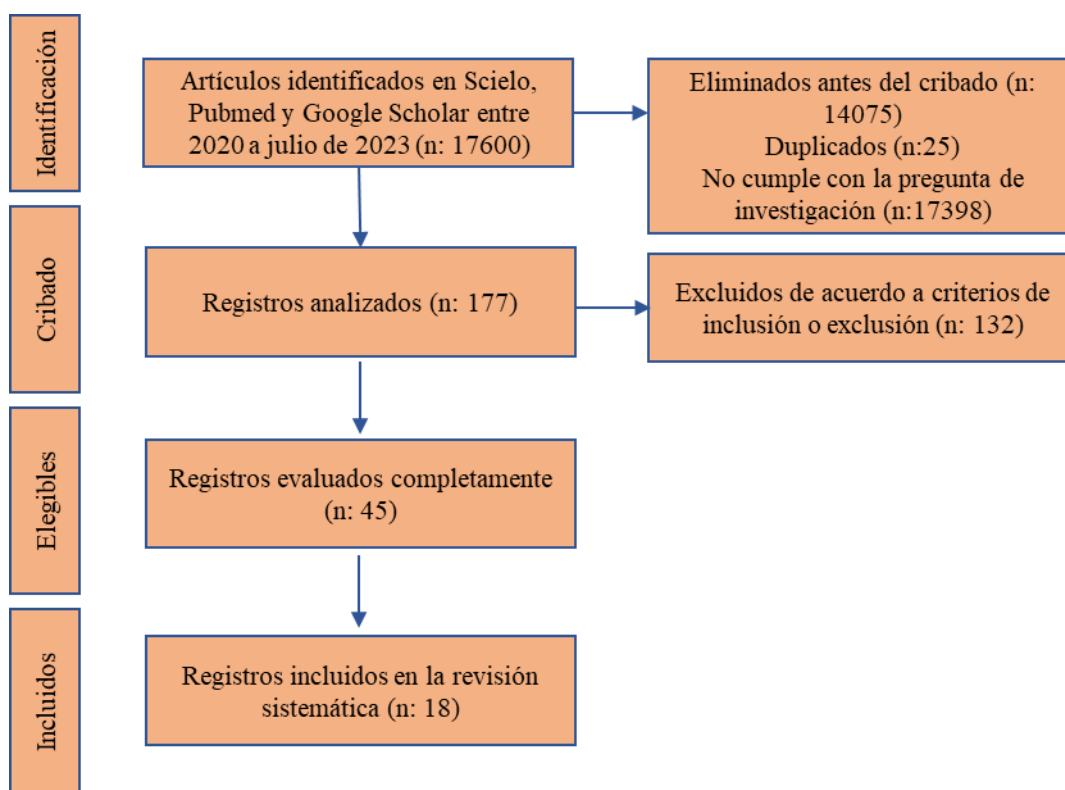 Identificación
Artículos identificados en Scielo,
Pubmed y Google Scholar entre
2020 a julio de 2023 (n: 17600)
Eliminados antes del cribado (n:
14075)
Duplicados (n:25)
No cumple con la pregunta de
investigación (n:17398)
Cribado
Registros analizados (n: 177)
Excluidos de acuerdo a criterios de
inclusión o exclusión (n: 132)
Elegibles
Registros evaluados completamente
(n: 45)
Incluidos
Registros incluidos en la revisión
sistemática (n: 18)